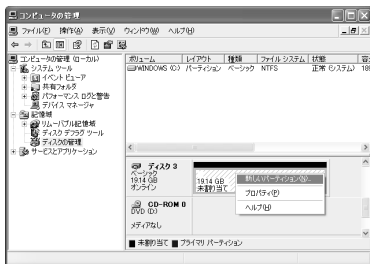 コンピュータの管理
ファイル(F) 操作(A) 表示(V) ウィンドウ(W) ヘルプ(H)
コンピュータの管理 (ローカル)
システム ツール
イベント ビューア
共有フォルダ
パフォーマンス ログと警告
デバイス マネージャ
記憶域
リムーバブル記憶域
ディスク デフラグ ツール
ディスクの管理
サービスとアプリケーション
ボリューム レイアウト 種類 ファイル システム 状態
WINDOWS (C:) パーティション ベーシック NTFS 正常 (システム)
ディスク 3
ベーシック
19.14 GB
オンライン
19.14 GB
未割り当て
新しいパーティション(N)...
プロパティ(P)
ヘルプ(H)
CD-ROM 0
DVD (D:)
メディアなし
未割り当て プライマリ パーティション